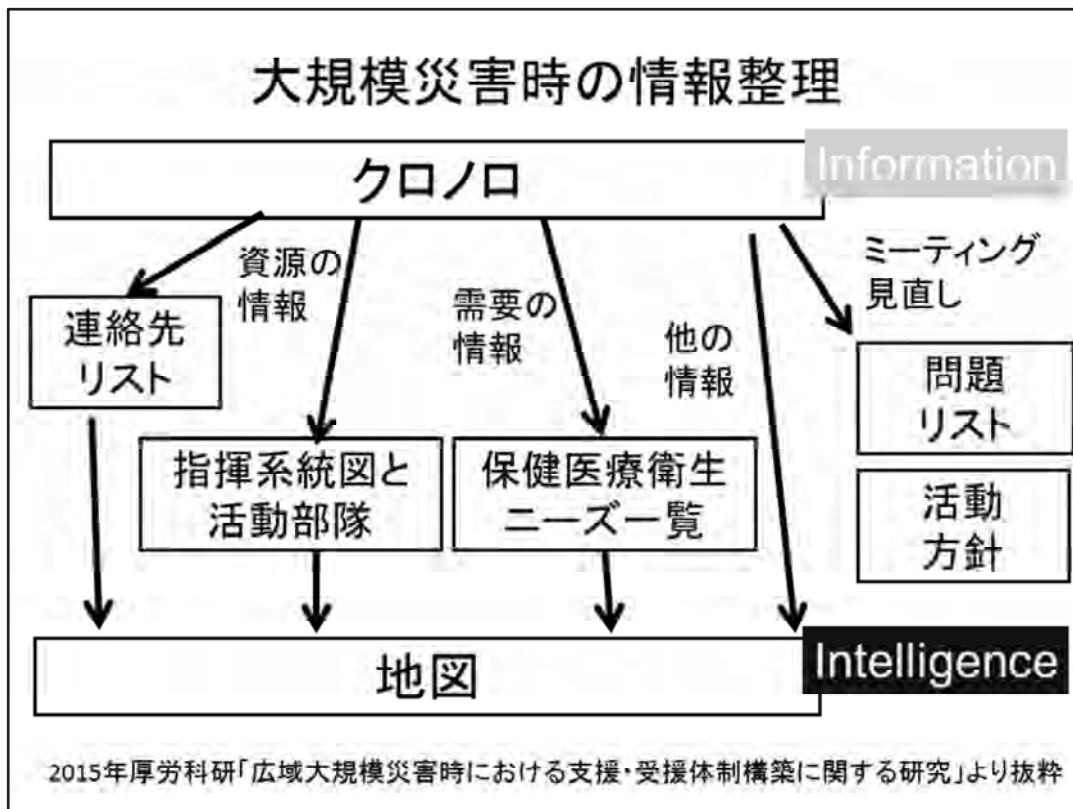 大規模災害時の情報整理
クロノロ
Information
資源の
情報
需要の
情報
他の
情報
ミーティング
見直し
連絡先
リスト
指揮系統図と
活動部隊
保健医療衛生
ニーズ一覧
問題
リスト
活動
方針
地図
Intelligence
2015年厚労科研「広域大規模災害時における支援・受援体制構築に関する研究」より抜粋